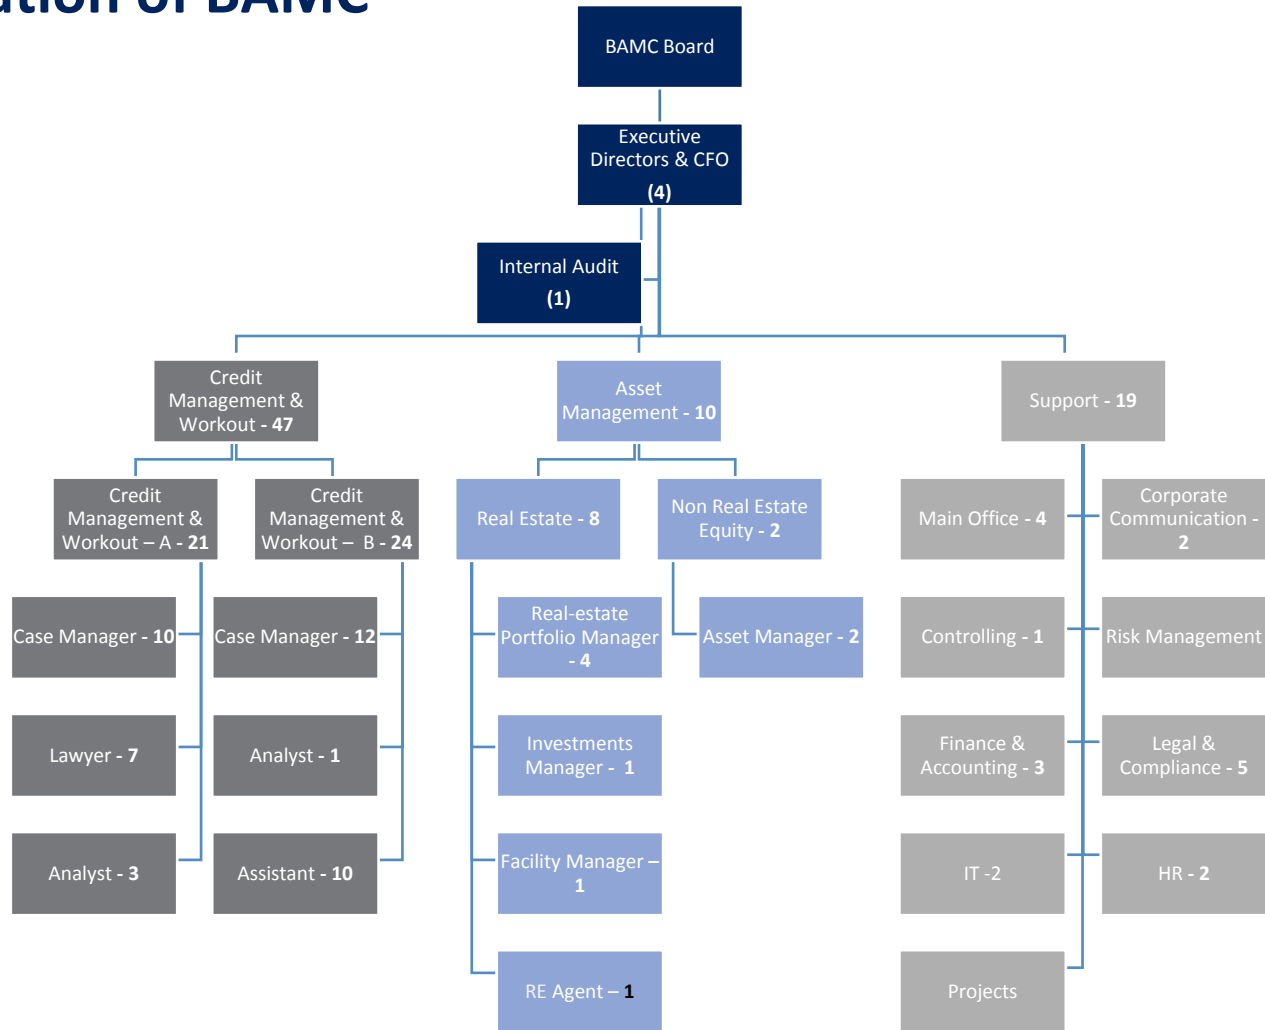 of BAMC
BAMC Board
Executive
Directors & CFO
(4)
Internal Audit
(1)
Credit
Management &
Workout - 47
Asset
Management - 10
Support - 19
Credit
Management &
Workout – A - 21
Credit
Management &
Workout –  B - 24
Real Estate - 8
Non Real Estate
Equity - 2
Main Office - 4
Corporate
Communication -
2
Case Manager - 10
Case Manager - 12
Real-estate
Portfolio Manager
- 4
Asset Manager - 2
Controlling - 1
Risk Management
Lawyer - 7
Analyst - 1
Investments
Manager -  1
Finance &
Accounting - 3
Legal &
Compliance - 5
Analyst - 3
Assistant - 10
Facility Manager –
1
IT -2
HR - 2
RE Agent – 1
Projects